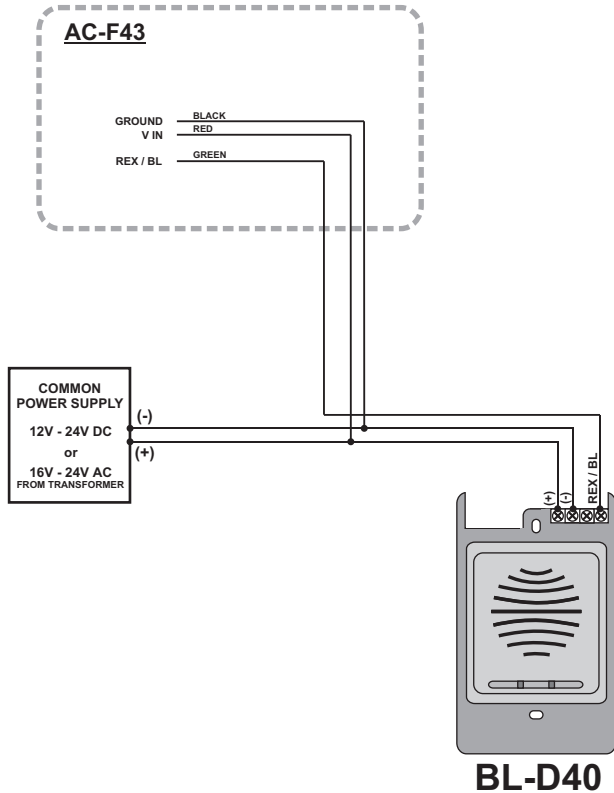 AC-F43
GROUND
BLACK
V IN
RED
REX / BL
GREEN
COMMON
POWER SUPPLY
12V - 24V DC
or
16V - 24V AC
FROM TRANSFORMER
(-)
(+)
(+)
(-)
REX / BL
BL-D40